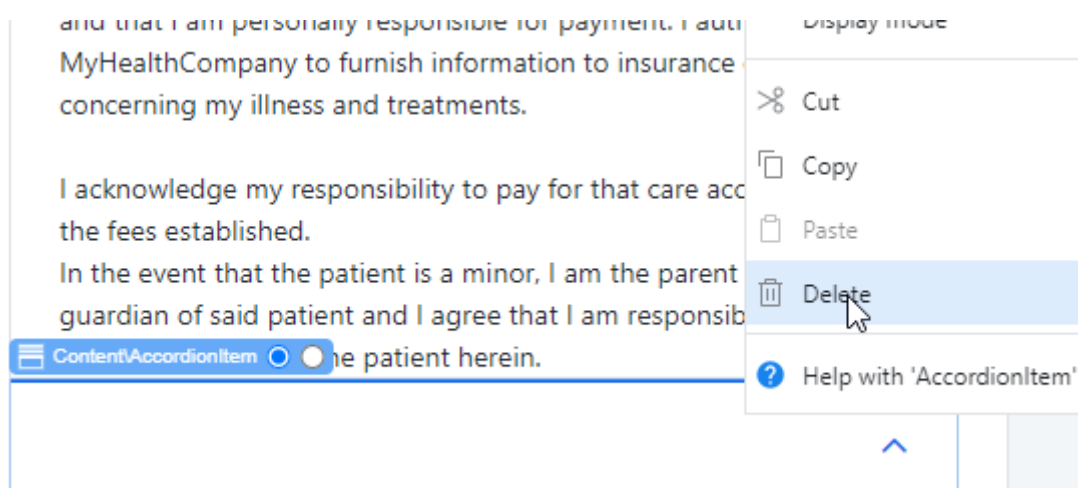 and that I am personally responsible for payment. I auth
MyHealthCompany to furnish information to insurance
concerning my illness and treatments.
I acknowledge my responsibility to pay for that care acc
the fees established.
In the event that the patient is a minor, I am the parent
guardian of said patient and I agree that I am responsib
Content\AccordionItem he patient herein.
Display mode
Cut
Copy
Paste
Delete
Help with 'AccordionItem'